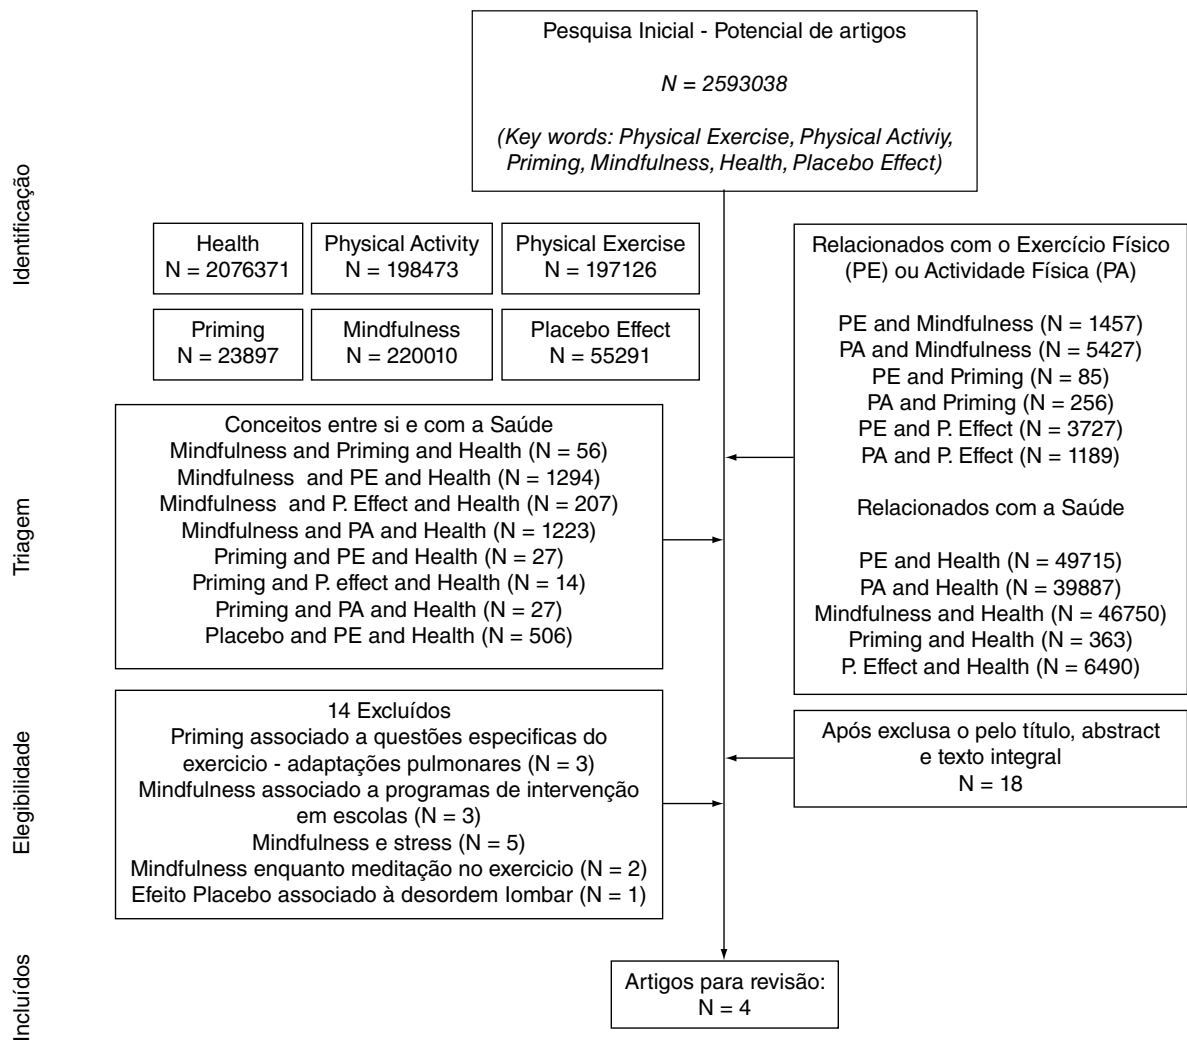 Pesquisa Inicial - Potencial de artigos
N = 2593038
(Key words: Physical Exercise, Physical Activiy,
Priming, Mindfulness, Health, Placebo Effect)
Identificação
Health
N = 2076371
Physical Activity
N = 198473
Physical Exercise
N = 197126
Priming
N = 23897
Mindfulness
N = 220010
Placebo Effect
N = 55291
Relacionados com o Exercício Físico
(PE) ou Actividade Física (PA)
PE and Mindfulness (N = 1457)
PA and Mindfulness (N = 5427)
PE and Priming (N = 85)
PA and Priming (N = 256)
PE and P. Effect (N = 3727)
PA and P. Effect (N = 1189)
Relacionados com a Saúde
PE and Health (N = 49715)
PA and Health (N = 39887)
Mindfulness and Health (N = 46750)
Priming and Health (N = 363)
P. Effect and Health (N = 6490)
Triagem
Conceitos entre si e com a Saúde
Mindfulness and Priming and Health (N = 56)
Mindfulness and PE and Health (N = 1294)
Mindfulness and P. Effect and Health (N = 207)
Mindfulness and PA and Health (N = 1223)
Priming and PE and Health (N = 27)
Priming and P. effect and Health (N = 14)
Priming and PA and Health (N = 27)
Placebo and PE and Health (N = 506)
Elegibilidade
Após exclusa o pelo título, abstract
e texto integral
N = 18
14 Excluídos
Priming associado a questões especificas do
exercicio - adaptações pulmonares (N = 3)
Mindfulness associado a programas de intervenção
em escolas (N = 3)
Mindfulness e stress (N = 5)
Mindfulness enquanto meditação no exercicio (N = 2)
Efeito Placebo associado à desordem lombar (N = 1)
Incluídos
Artigos para revisão:
N = 4